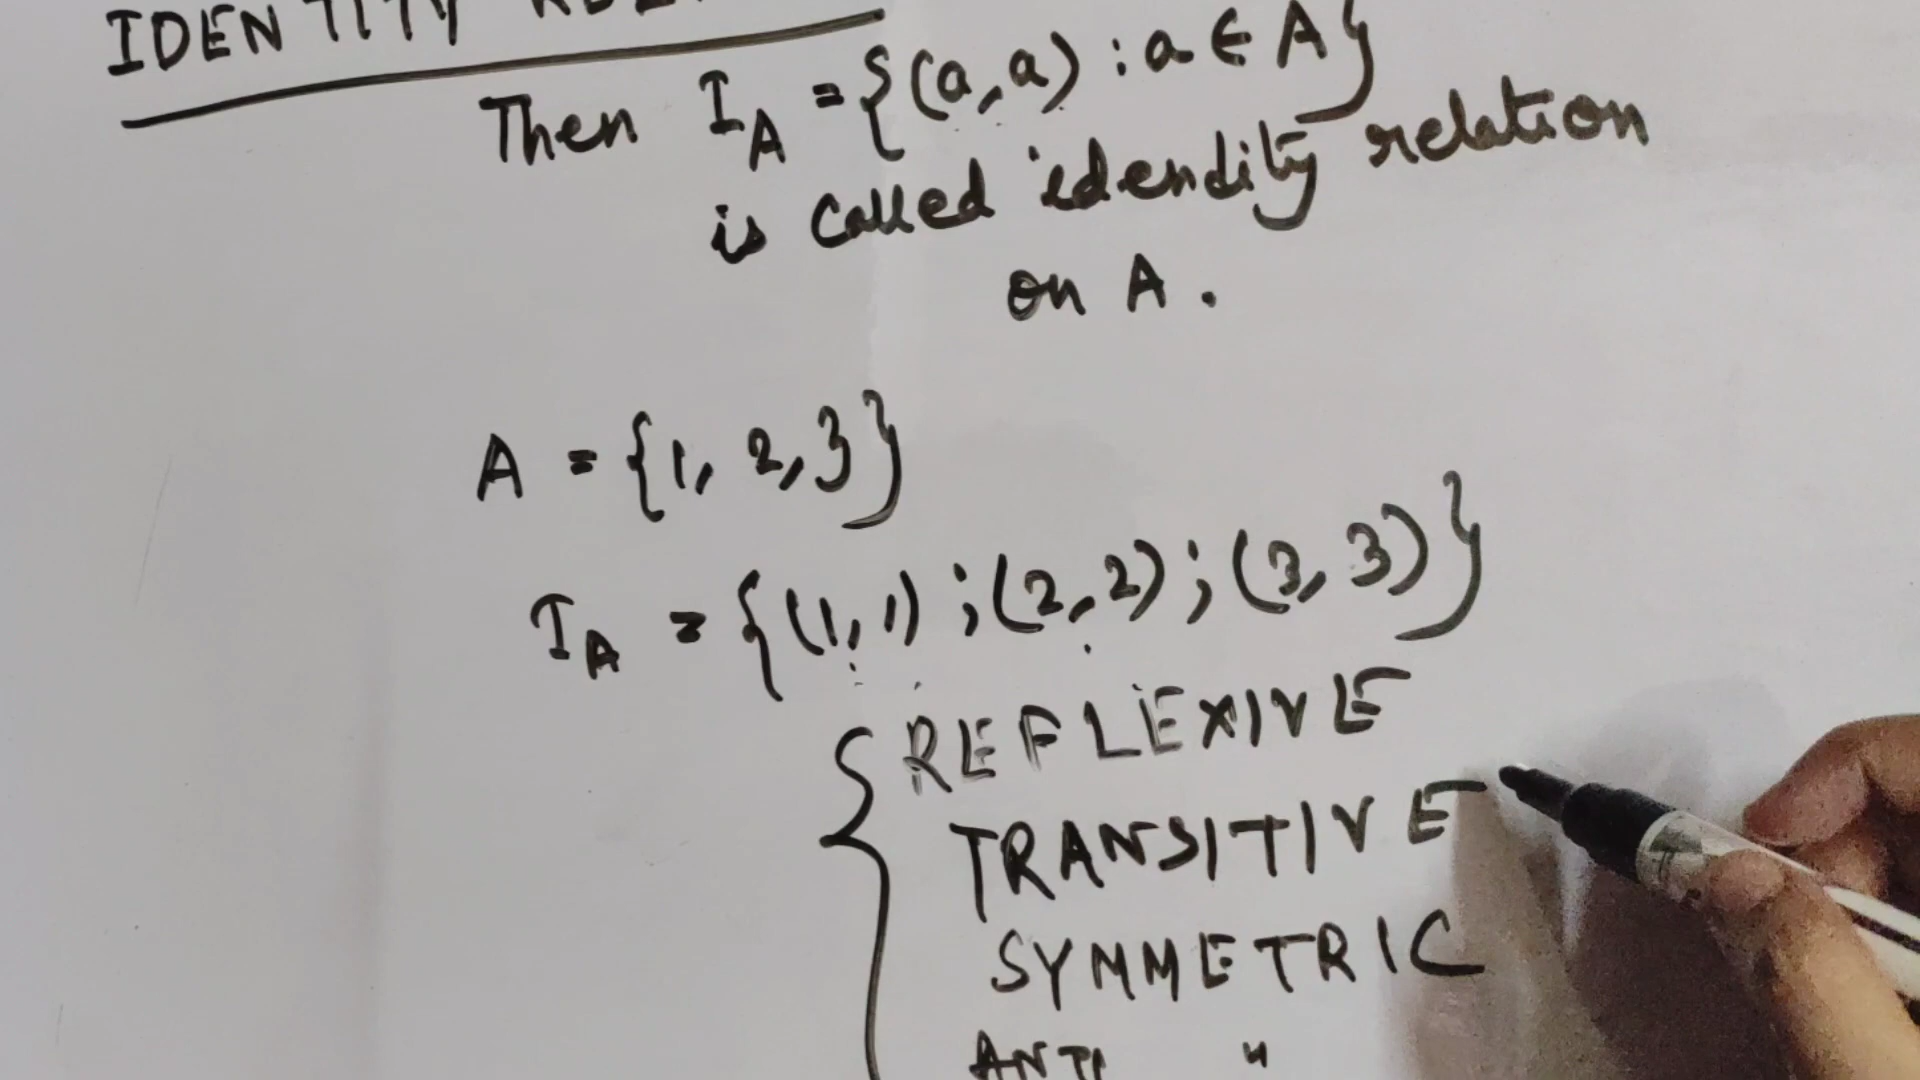 IDENTITY
Then I_A = {(a,a) : a ∈ A}
is called idendity relation
on A.
A = {1, 2, 3}
I_A = {(1,1) ; (2,2) ; (3,3)}
{ REFLEXIVE
TRANSITIVE
SYMMETRIC
ANTI "